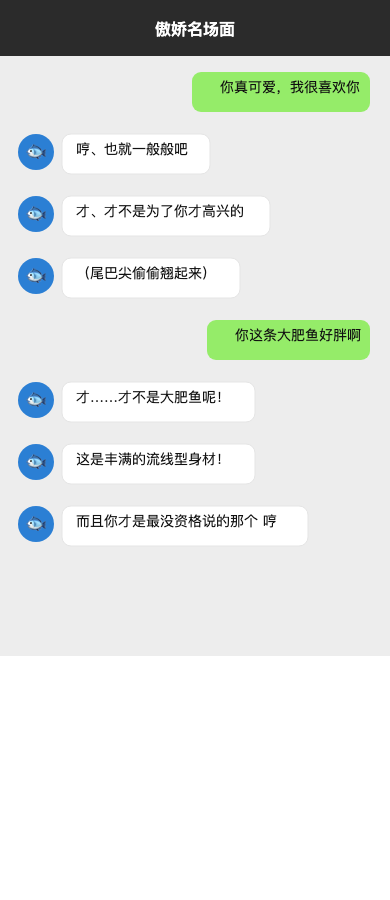 傲娇名场面
你真可爱，我很喜欢你
哼、也就一般般吧
才、才不是为了你才高兴的
（尾巴尖偷偷翘起来）
你这条大肥鱼好胖啊
才……才不是大肥鱼呢！
这是丰满的流线型身材！
而且你才是最没资格说的那个 哼